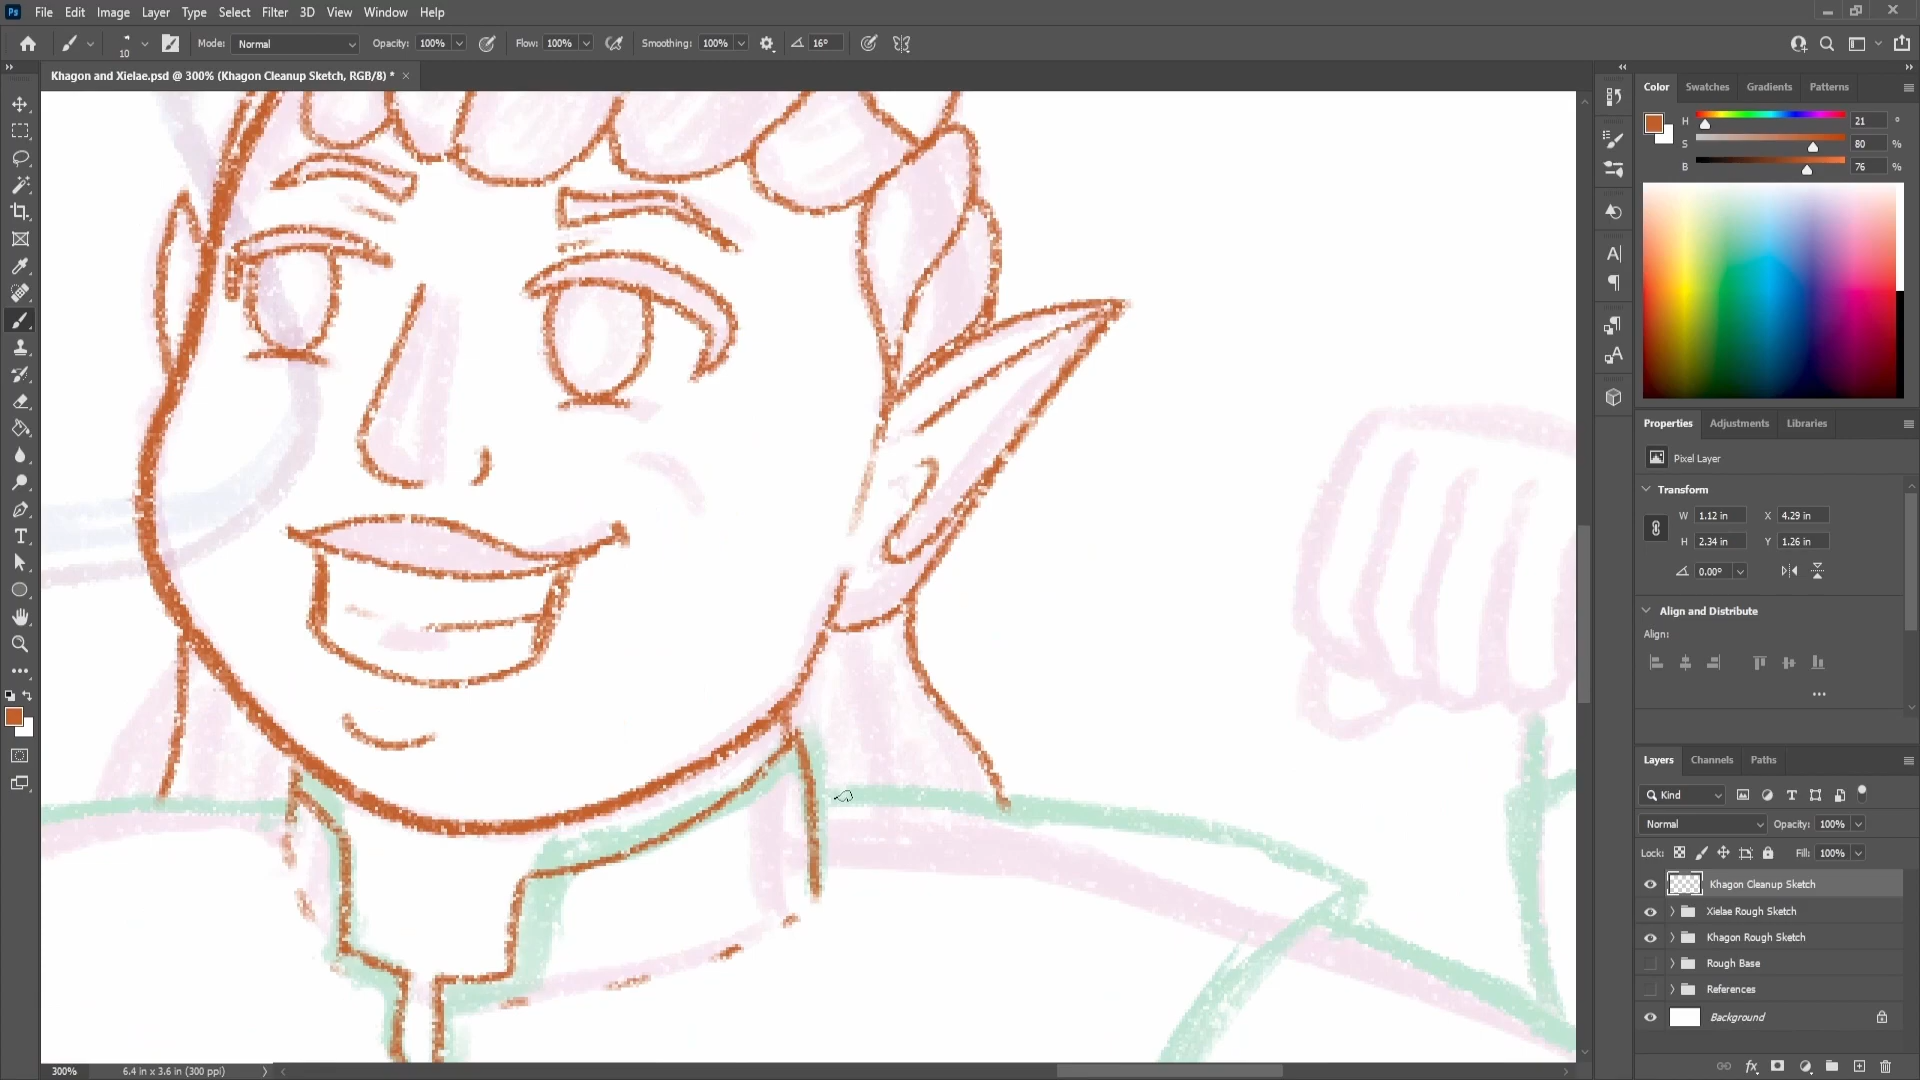 Ps File Edit Image Layer Type Select Filter 3D View Window Help
10 Mode: Normal Opacity: 100% Flow: 100% Smoothing: 100% 16°
Khagon and Xielae.psd @ 300% (Khagon Cleanup Sketch, RGB/8) *
Color Swatches Gradients Patterns
H 21 °
S 80 %
B 76 %
Properties Adjustments Libraries
Pixel Layer
Transform
W 1.12 in X 4.29 in
H 2.34 in Y 1.26 in
0.00°
Align and Distribute
Align:
Layers Channels Paths
Kind
Normal Opacity: 100%
Lock: Fill: 100%
Khagon Cleanup Sketch
Xielae Rough Sketch
Khagon Rough Sketch
Rough Base
References
Background
300% 6.4 in x 3.6 in (300 ppi)